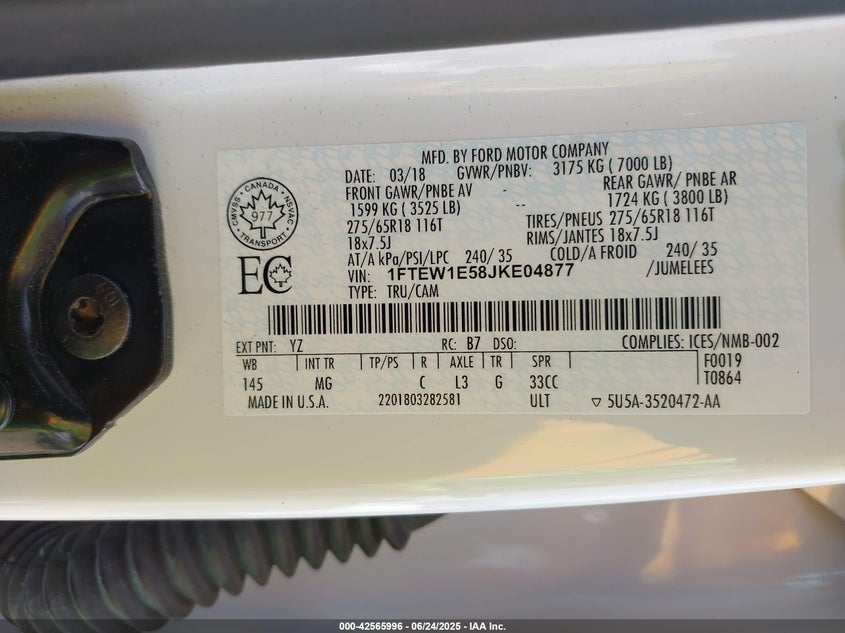 MFD. BY FORD MOTOR COMPANY
DATE: 03/18 GVWR/PNBV: 3175 KG ( 7000 LB)
FRONT GAWR/PNBE AV - REAR GAWR/ PNBE AR
1599 KG ( 3525 LB) -- 1724 KG ( 3800 LB)
275/65R18 116T TIRES/PNEUS 275/65R18 116T
18x7.5J RIMS/JANTES 18x7.5J
AT/A kPa/PSI/LPC 240/ 35 COLD/A FROID 240/ 35
VIN: 1FTEW1E58JKE04877 /JUMELEES
TYPE: TRU/CAM
CANADA
CMVSS 977 NSVAC
TRANSPORT
EC
EXT PNT: YZ RC: B7 DSO: COMPLIES: ICES/NMB-002
WB INT TR TP/PS R AXLE TR SPR F0019
145 MG C L3 G 33CC T0864
MADE IN U.S.A. 2201803282581 ULT 5U5A-3520472-AA
000-42565996 - 06/24/2025 - IAA Inc.